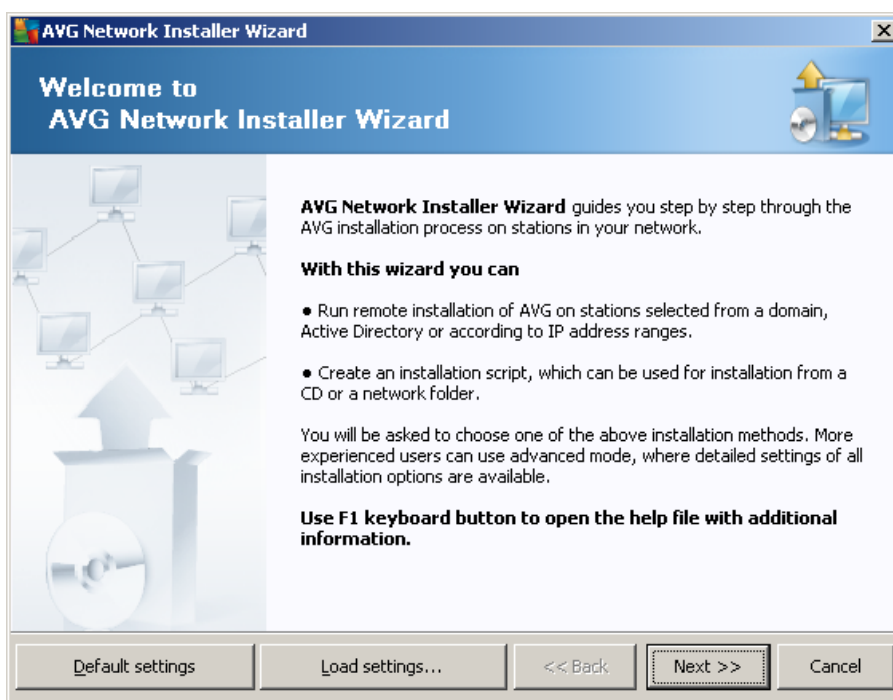 AVG Network Installer Wizard
Welcome to
AVG Network Installer Wizard
AVG Network Installer Wizard guides you step by step through the
AVG installation process on stations in your network.
With this wizard you can
● Run remote installation of AVG on stations selected from a domain,
Active Directory or according to IP address ranges.
● Create an installation script, which can be used for installation from a
CD or a network folder.
You will be asked to choose one of the above installation methods. More
experienced users can use advanced mode, where detailed settings of all
installation options are available.
Use F1 keyboard button to open the help file with additional
information.
Default settings
Load settings...
<< Back
Next >>
Cancel